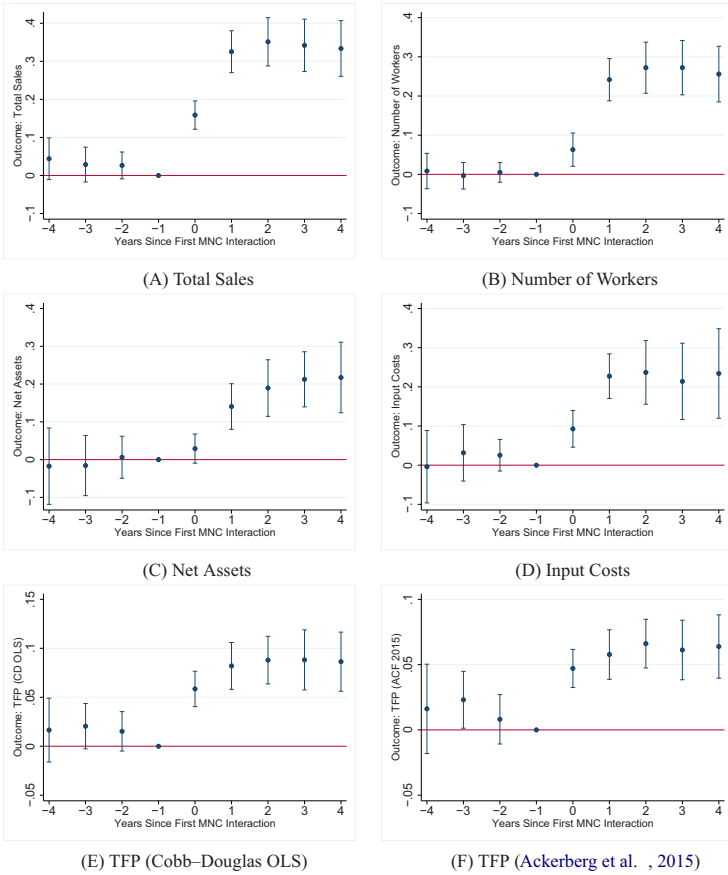 Outcome: Total Sales
-.1 0 .1 .2 .3 .4
-4 -3 -2 -1 0 1 2 3 4
Years Since First MNC Interaction
(A) Total Sales
Outcome: Number of Workers
-.1 0 .1 .2 .3 .4
-4 -3 -2 -1 0 1 2 3 4
Years Since First MNC Interaction
(B) Number of Workers
Outcome: Net Assets
-.1 0 .1 .2 .3 .4
-4 -3 -2 -1 0 1 2 3 4
Years Since First MNC Interaction
(C) Net Assets
Outcome: Input Costs
-.1 0 .1 .2 .3 .4
-4 -3 -2 -1 0 1 2 3 4
Years Since First MNC Interaction
(D) Input Costs
Outcome: TFP (CD OLS)
-.05 0 .05 .1 .15
-4 -3 -2 -1 0 1 2 3 4
Years Since First MNC Interaction
(E) TFP (Cobb–Douglas OLS)
Outcome: TFP (ACF 2015)
-.05 0 .05 .1
-4 -3 -2 -1 0 1 2 3 4
Years Since First MNC Interaction
(F) TFP (Ackerberg et al. , 2015)